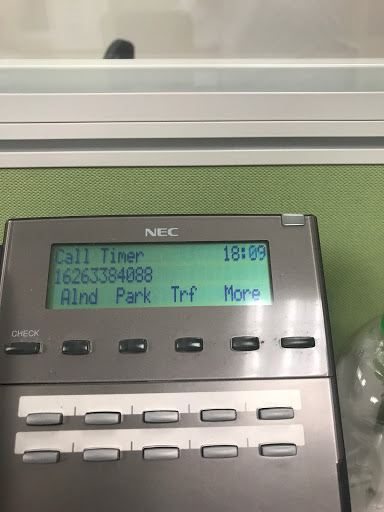 NEC
Call Timer 18:09
16263384088
Alnd Park Trf More
CHECK